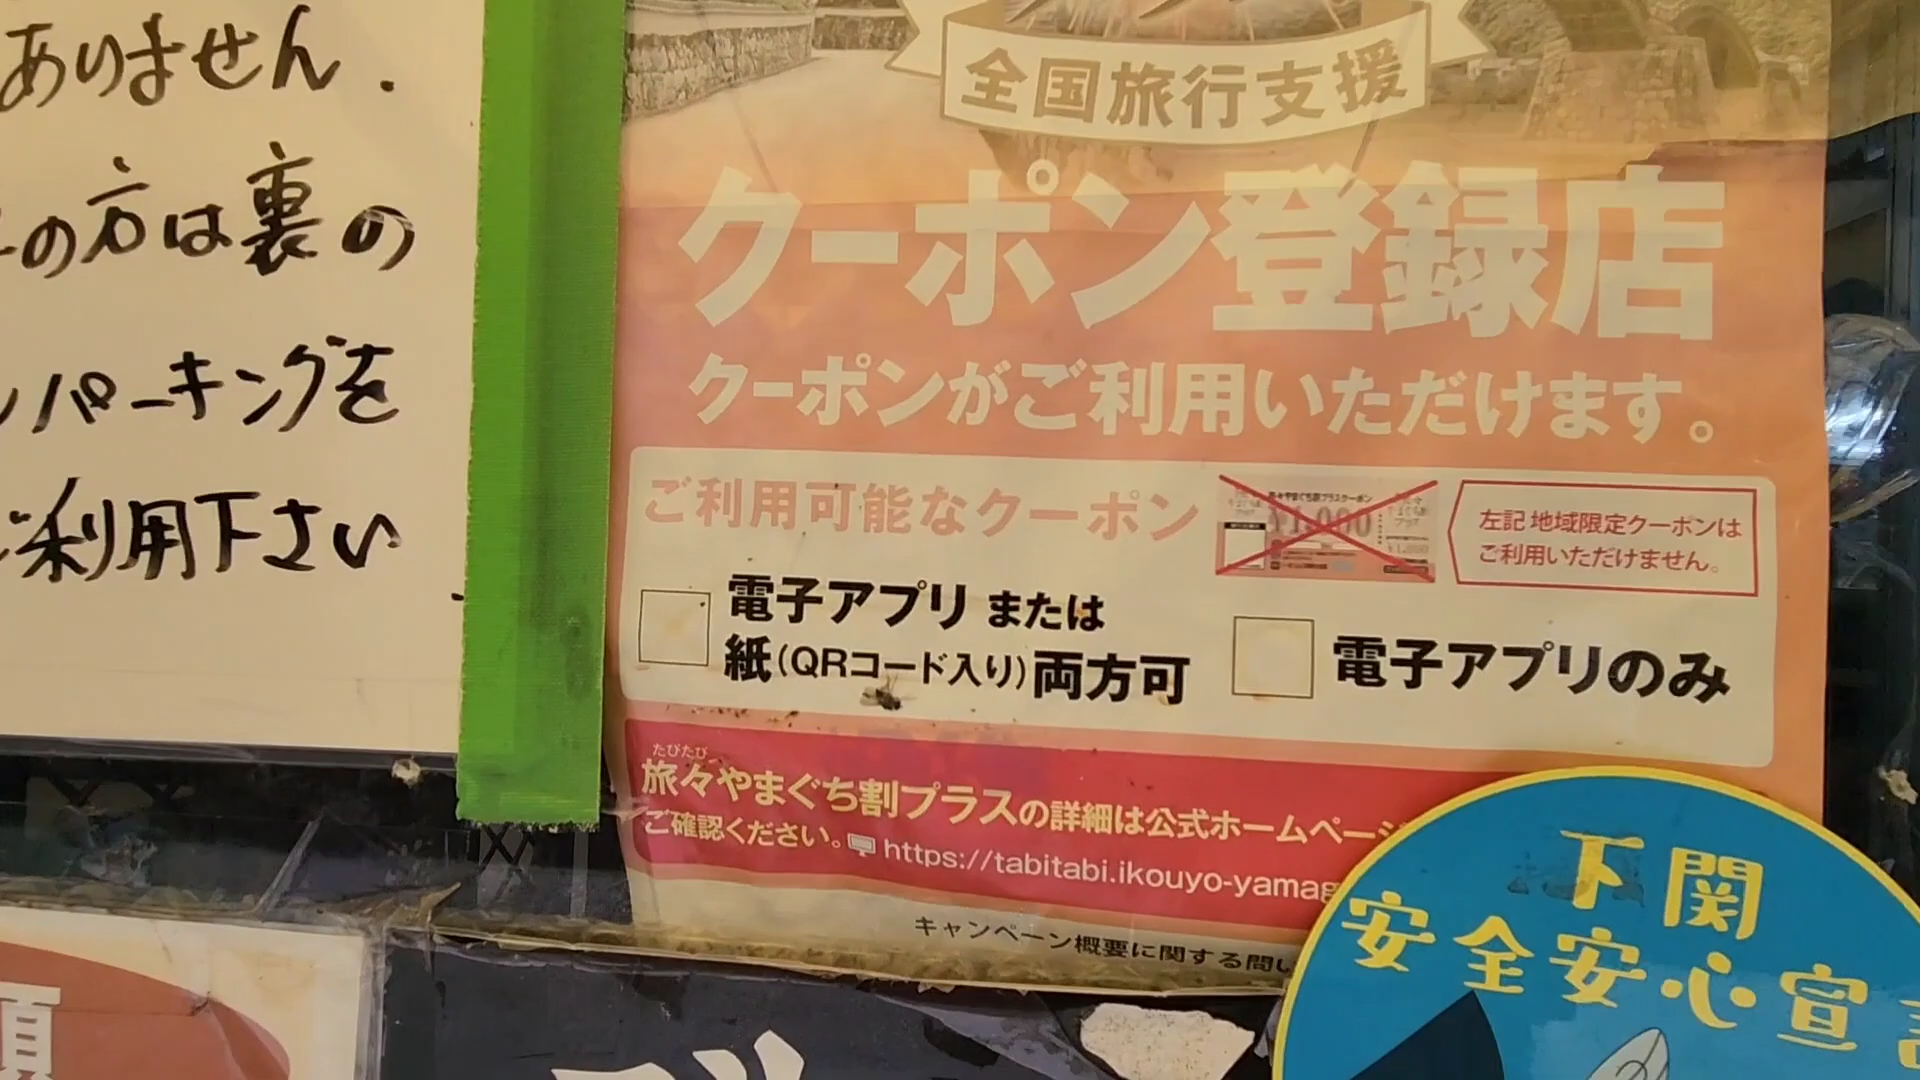 ありません.
の方は裏の
パーキングを
ご利用下さい
全国旅行支援
クーポン登録店
クーポンがご利用いただけます。
ご利用可能なクーポン
左記 地域限定クーポンは
ご利用いただけません。
電子アプリ または
紙(QRコード入り)両方可
電子アプリのみ
たびたび
旅々やまぐち割プラスの詳細は公式ホームページ
ご確認ください。 https://tabitabi.ikouyo-yamag
キャンペーン概要に関する問い
下関
安全安心宣